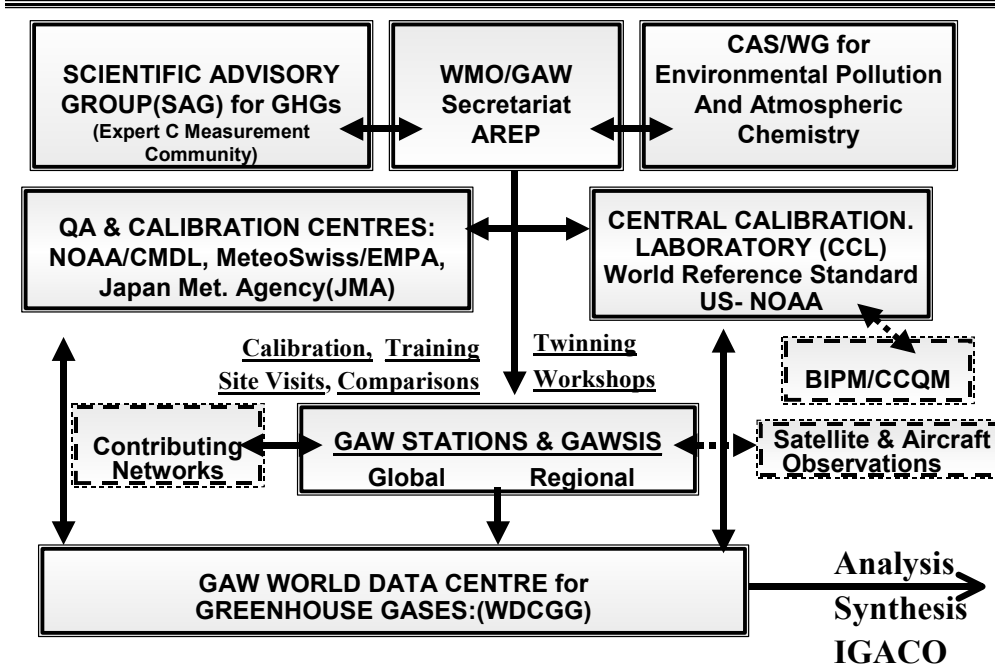 SCIENTIFIC ADVISORY
GROUP(SAG) for GHGs
(Expert C Measurement
Community)
WMO/GAW
Secretariat
AREP
CAS/WG for
Environmental Pollution
And Atmospheric
Chemistry
QA & CALIBRATION CENTRES:
NOAA/CMDL, MeteoSwiss/EMPA,
Japan Met. Agency(JMA)
CENTRAL CALIBRATION.
LABORATORY (CCL)
World Reference Standard
US- NOAA
Calibration, Training
Site Visits, Comparisons
Twinning
Workshops
BIPM/CCQM
Contributing
Networks
GAW STATIONS & GAWSIS
Global Regional
Satellite & Aircraft
Observations
GAW WORLD DATA CENTRE for
GREENHOUSE GASES:(WDCGG)
Analysis
Synthesis
IGACO